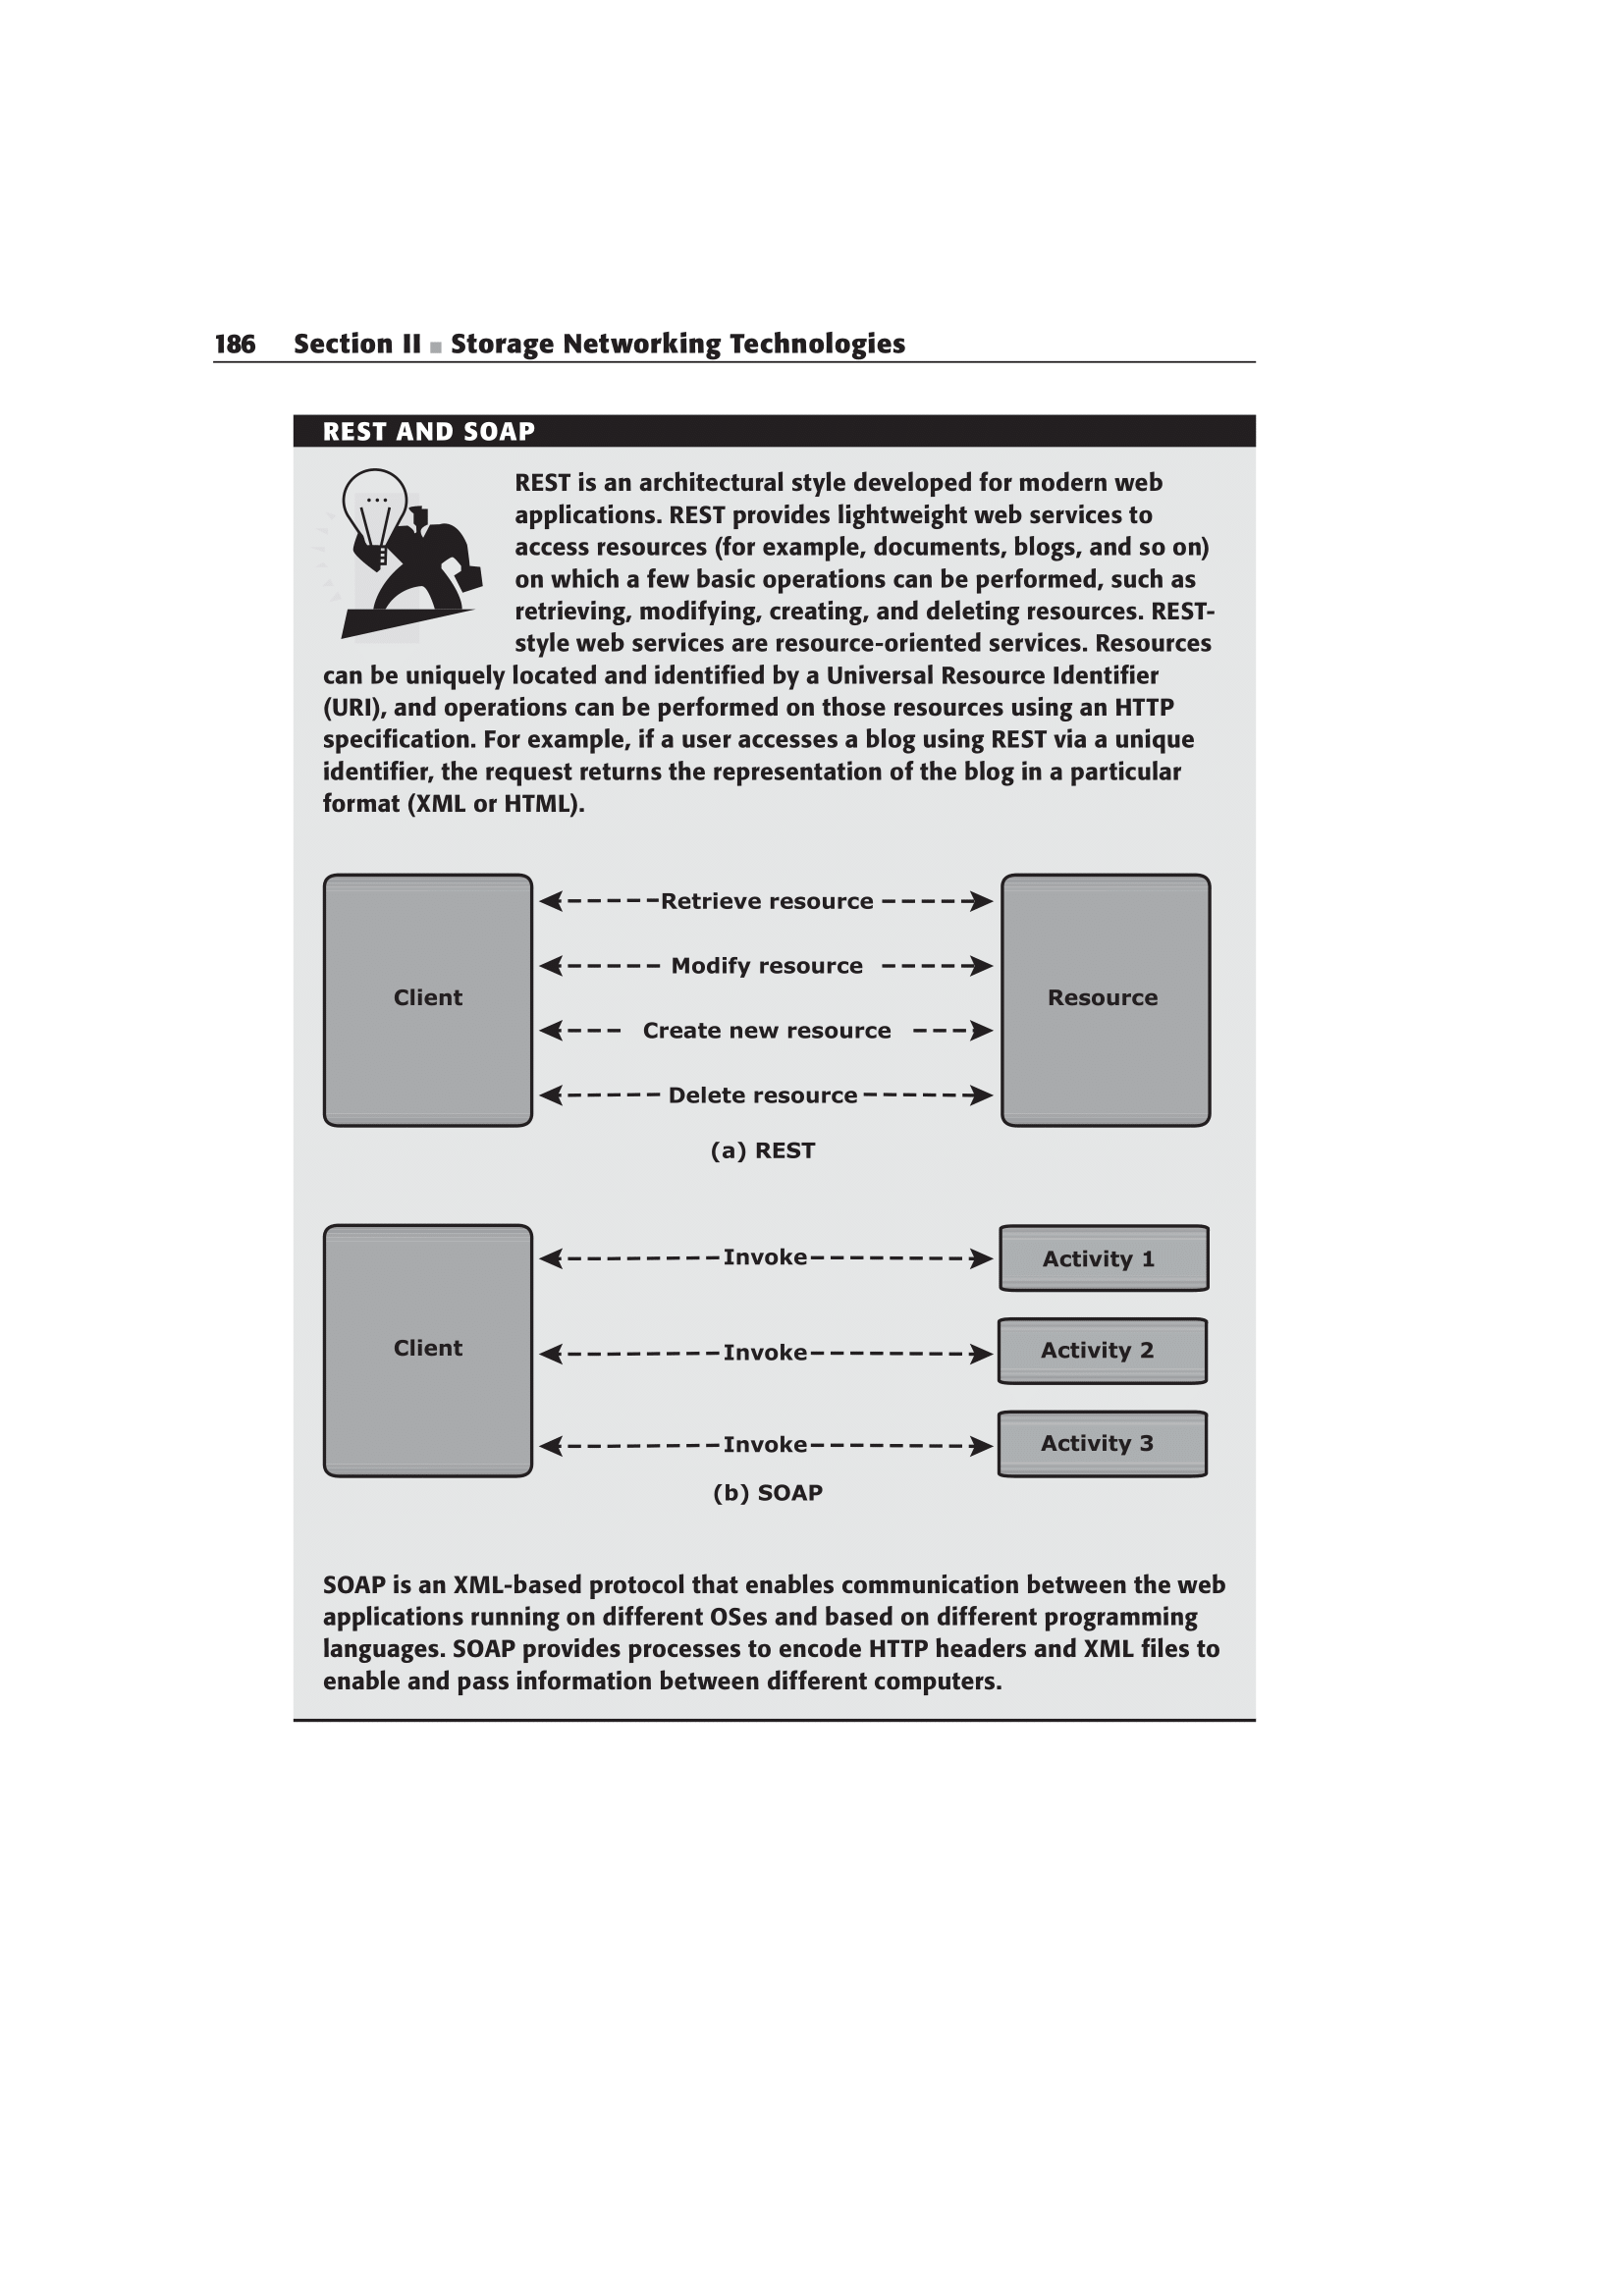 186 Section II ■ Storage Networking Technologies
REST AND SOAP
REST is an architectural style developed for modern web
applications. REST provides lightweight web services to
access resources (for example, documents, blogs, and so on)
on which a few basic operations can be performed, such as
retrieving, modifying, creating, and deleting resources. REST-
style web services are resource-oriented services. Resources
can be uniquely located and identified by a Universal Resource Identifier
(URI), and operations can be performed on those resources using an HTTP
specification. For example, if a user accesses a blog using REST via a unique
identifier, the request returns the representation of the blog in a particular
format (XML or HTML).
Retrieve resource
Modify resource
Client
Resource
Create new resource
Delete resource
(a) REST
Invoke
Activity 1
Client
Invoke
Activity 2
Invoke
Activity 3
(b) SOAP
SOAP is an XML-based protocol that enables communication between the web
applications running on different OSes and based on different programming
languages. SOAP provides processes to encode HTTP headers and XML files to
enable and pass information between different computers.